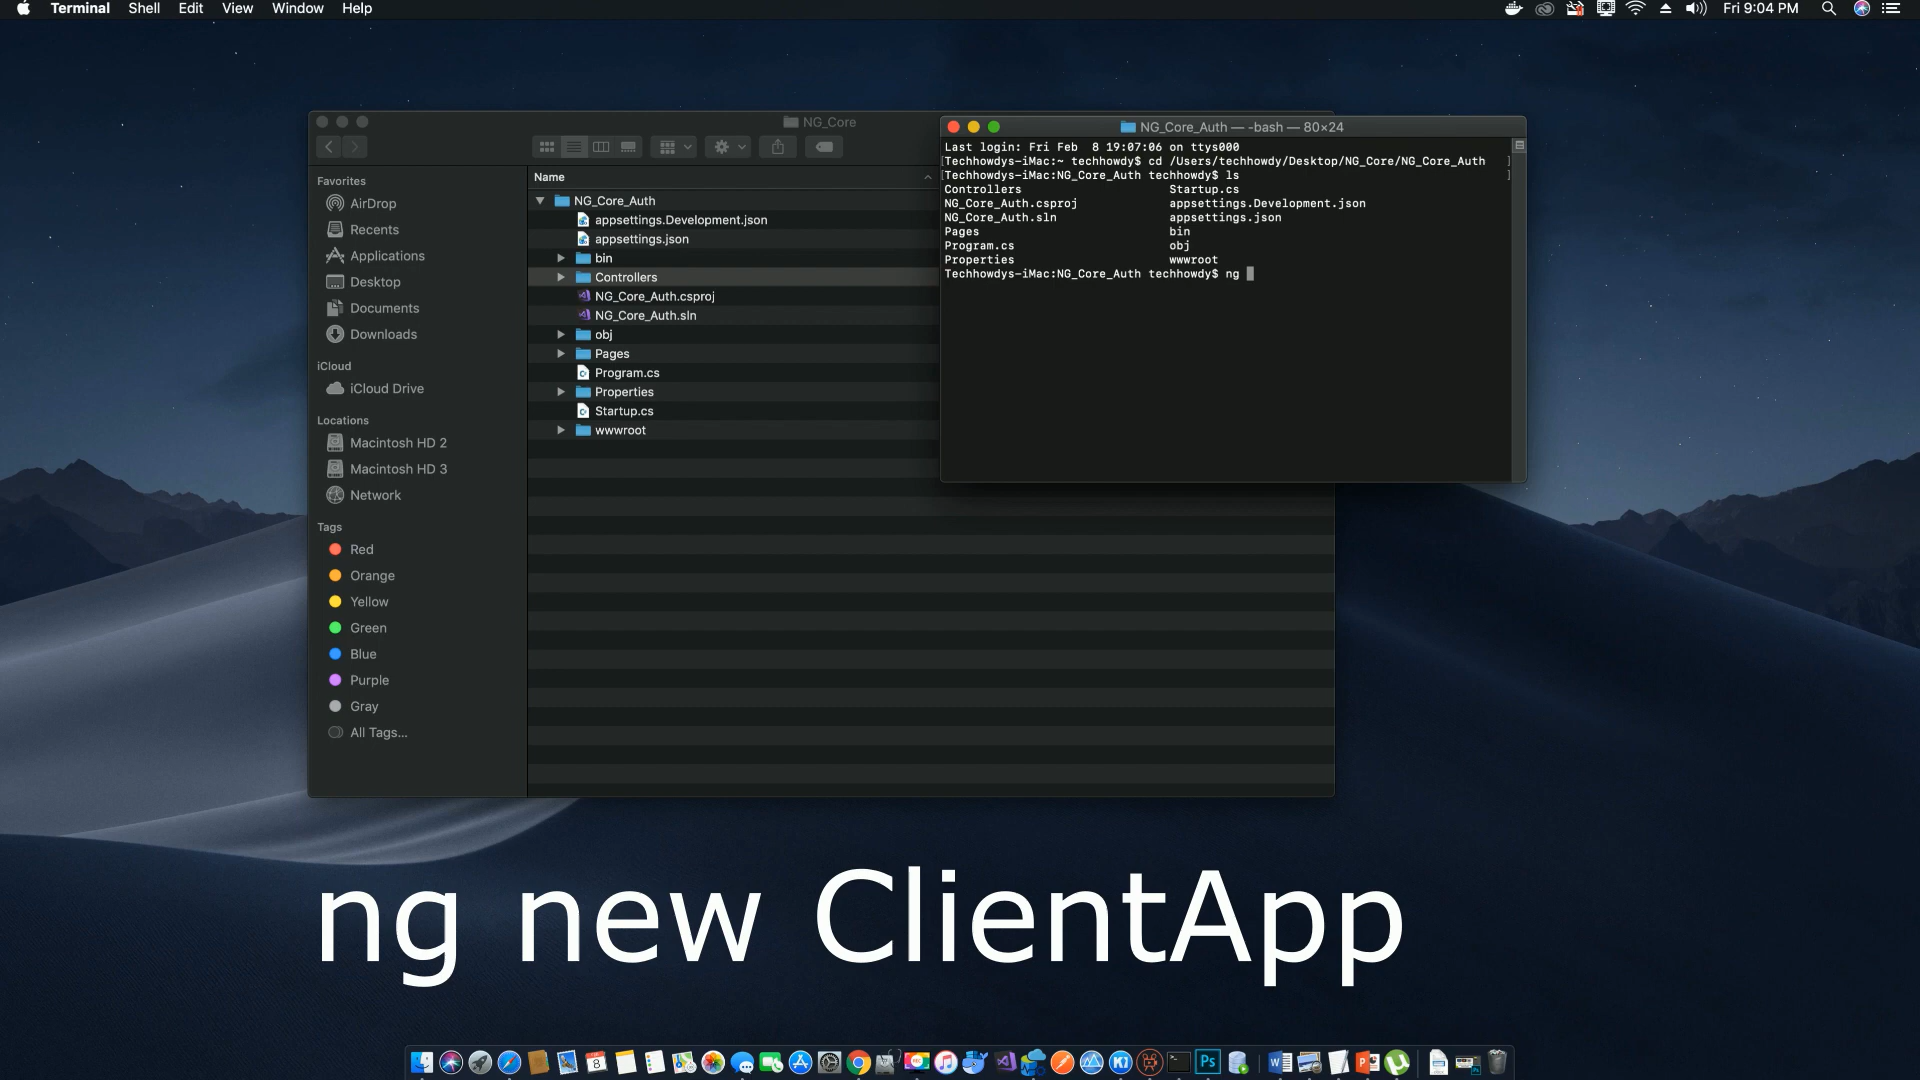 Terminal Shell Edit View Window Help Fri 9:04 PM
NG_Core
Favorites
AirDrop
Recents
Applications
Desktop
Documents
Downloads
iCloud
iCloud Drive
Locations
Macintosh HD 2
Macintosh HD 3
Network
Tags
Red
Orange
Yellow
Green
Blue
Purple
Gray
All Tags...
Name
NG_Core_Auth
appsettings.Development.json
appsettings.json
bin
Controllers
NG_Core_Auth.csproj
NG_Core_Auth.sln
obj
Pages
Program.cs
Properties
Startup.cs
wwwroot
NG_Core_Auth — -bash — 80×24
Last login: Fri Feb  8 19:07:06 on ttys000
[Techhowdys-iMac:~ techhowdy$ cd /Users/techhowdy/Desktop/NG_Core/NG_Core_Auth ]
[Techhowdys-iMac:NG_Core_Auth techhowdy$ ls ]
Controllers Startup.cs
NG_Core_Auth.csproj appsettings.Development.json
NG_Core_Auth.sln appsettings.json
Pages bin
Program.cs obj
Properties wwwroot
Techhowdys-iMac:NG_Core_Auth techhowdy$ ng
ng new ClientApp
Ps